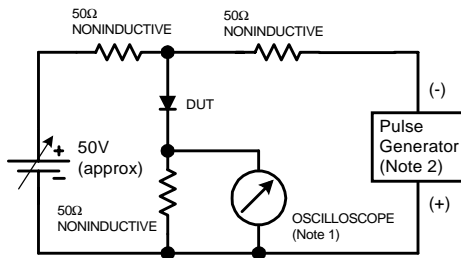 50Ω
NONINDUCTIVE
50Ω
NONINDUCTIVE
DUT
(-)
+
50V
(approx)
−
Pulse
Generator
(Note 2)
50Ω
NONINDUCTIVE
(+)
OSCILLOSCOPE
(Note 1)